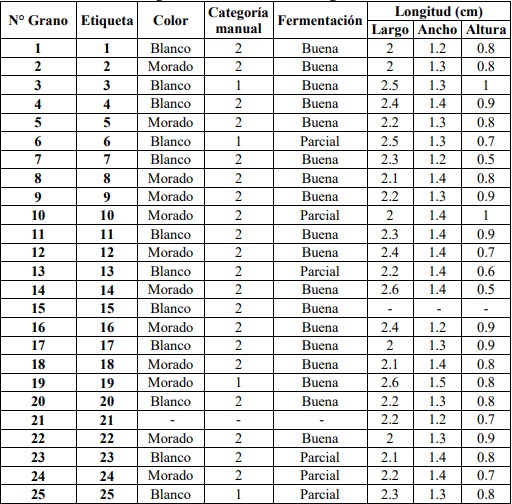 N° Grano Etiqueta Color Categoría manual Fermentación Longitud (cm)
Largo Ancho Altura
1 1 Blanco 2 Buena 2 1.2 0.8
2 2 Morado 2 Buena 2 1.3 0.8
3 3 Blanco 1 Buena 2.5 1.3 1
4 4 Blanco 2 Buena 2.4 1.4 0.9
5 5 Morado 2 Buena 2.2 1.3 0.8
6 6 Blanco 1 Parcial 2.5 1.3 0.7
7 7 Blanco 2 Buena 2.3 1.2 0.5
8 8 Morado 2 Buena 2.1 1.4 0.8
9 9 Morado 2 Buena 2.2 1.3 0.9
10 10 Morado 2 Parcial 2 1.4 1
11 11 Blanco 2 Buena 2.3 1.4 0.9
12 12 Morado 2 Buena 2.4 1.4 0.7
13 13 Blanco 2 Parcial 2.2 1.4 0.6
14 14 Morado 2 Buena 2.6 1.4 0.5
15 15 Blanco 2 Buena - - -
16 16 Morado 2 Buena 2.4 1.2 0.9
17 17 Blanco 2 Buena 2 1.3 0.9
18 18 Morado 2 Buena 2.1 1.4 0.8
19 19 Morado 1 Buena 2.6 1.5 0.8
20 20 Blanco 2 Buena 2.2 1.3 0.8
21 21 - - - 2.2 1.2 0.7
22 22 Morado 2 Buena 2 1.3 0.9
23 23 Blanco 2 Parcial 2.1 1.4 0.8
24 24 Morado 2 Parcial 2.2 1.4 0.7
25 25 Blanco 1 Parcial 2.3 1.3 0.8